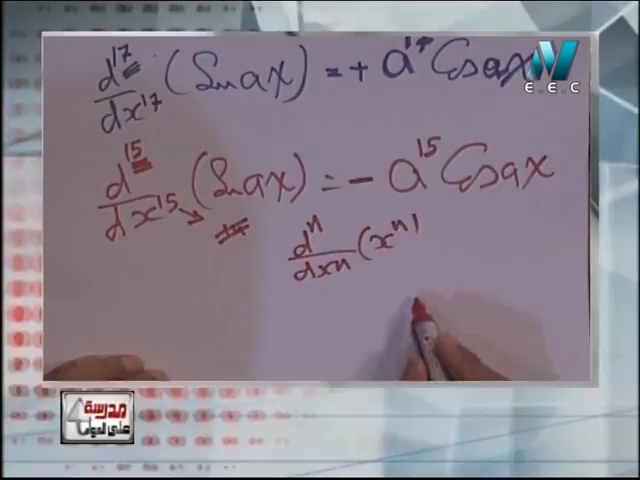 d¹⁷/dx¹⁷ (Sin ax) = + a¹⁷ Cos ax
E.E.C
d¹⁵/dx¹⁵ (Sin ax) = - a¹⁵ Cos ax
dⁿ/dxⁿ (xⁿ)
مدرسة
على الهواء